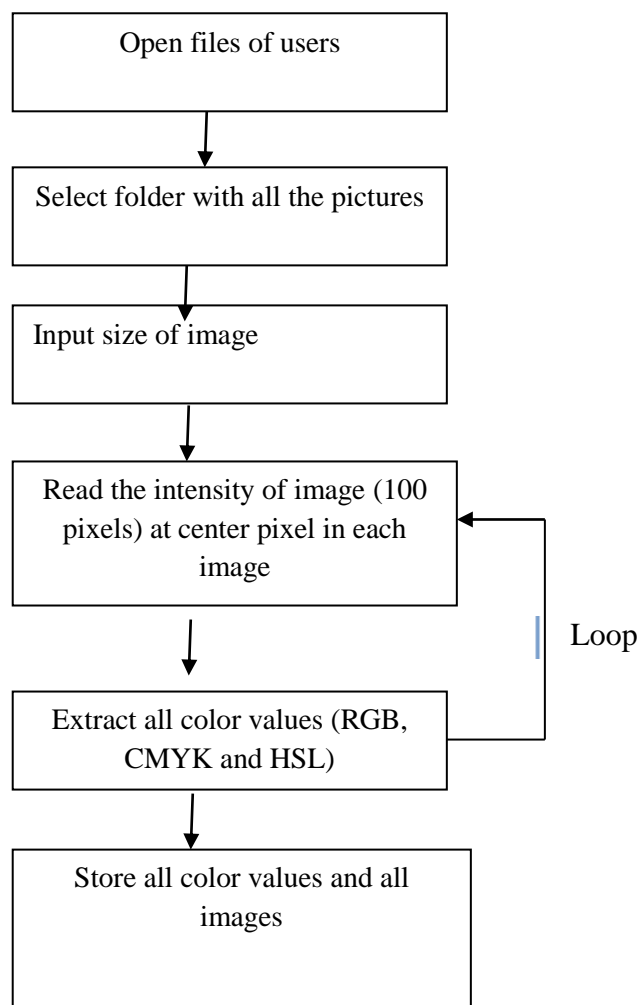 Open files of users
Select folder with all the pictures
Input size of image
Read the intensity of image (100
pixels) at center pixel in each
image
Loop
Extract all color values (RGB,
CMYK and HSL)
Store all color values and all
images